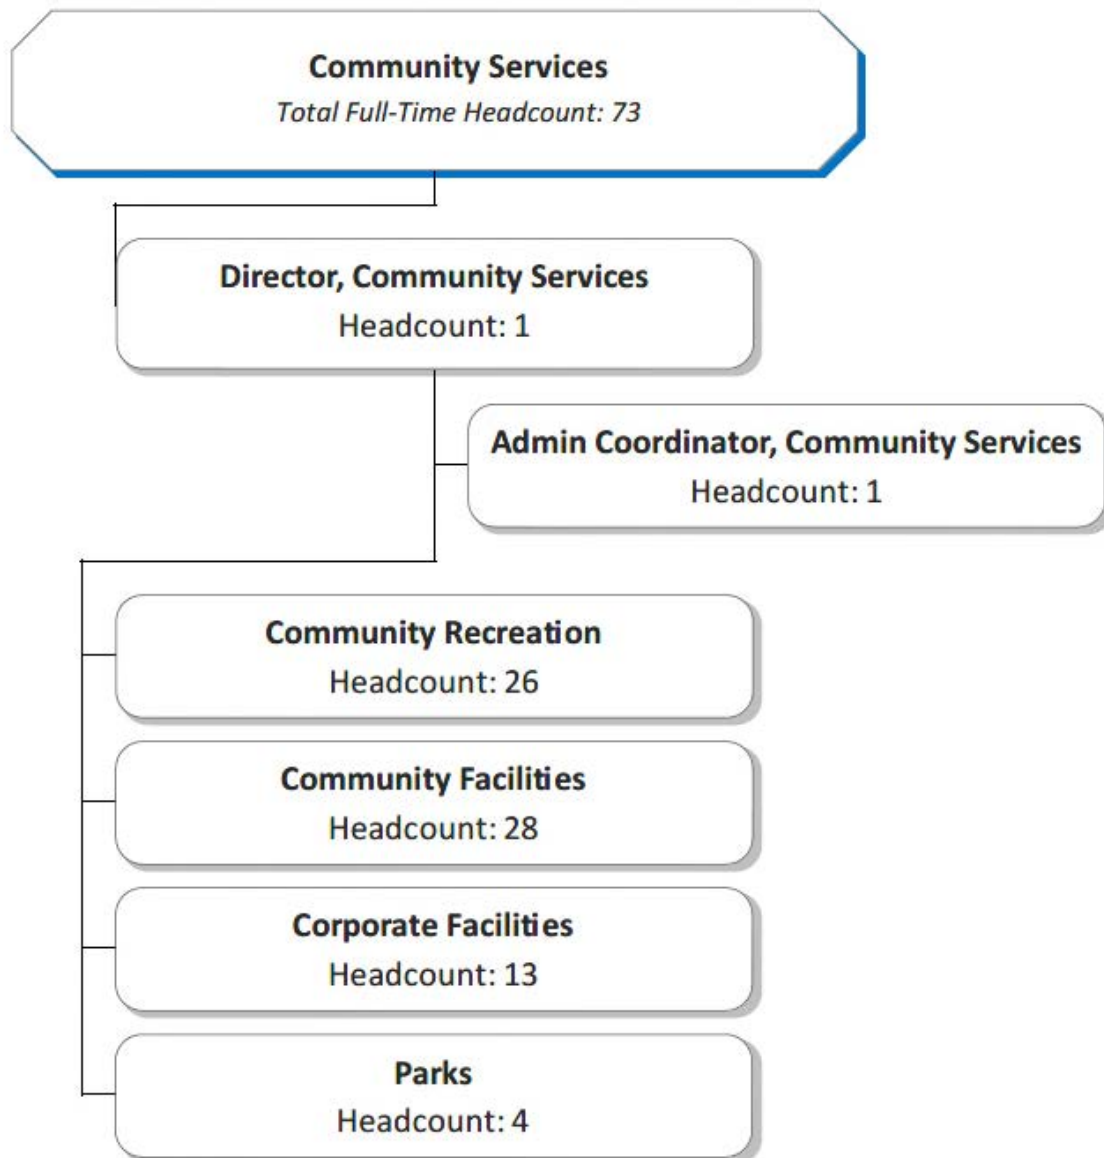 Community Services
Total Full-Time Headcount: 73
Director, Community Services
Headcount: 1
Admin Coordinator, Community Services
Headcount: 1
Community Recreation
Headcount: 26
Community Facilities
Headcount: 28
Corporate Facilities
Headcount: 13
Parks
Headcount: 4